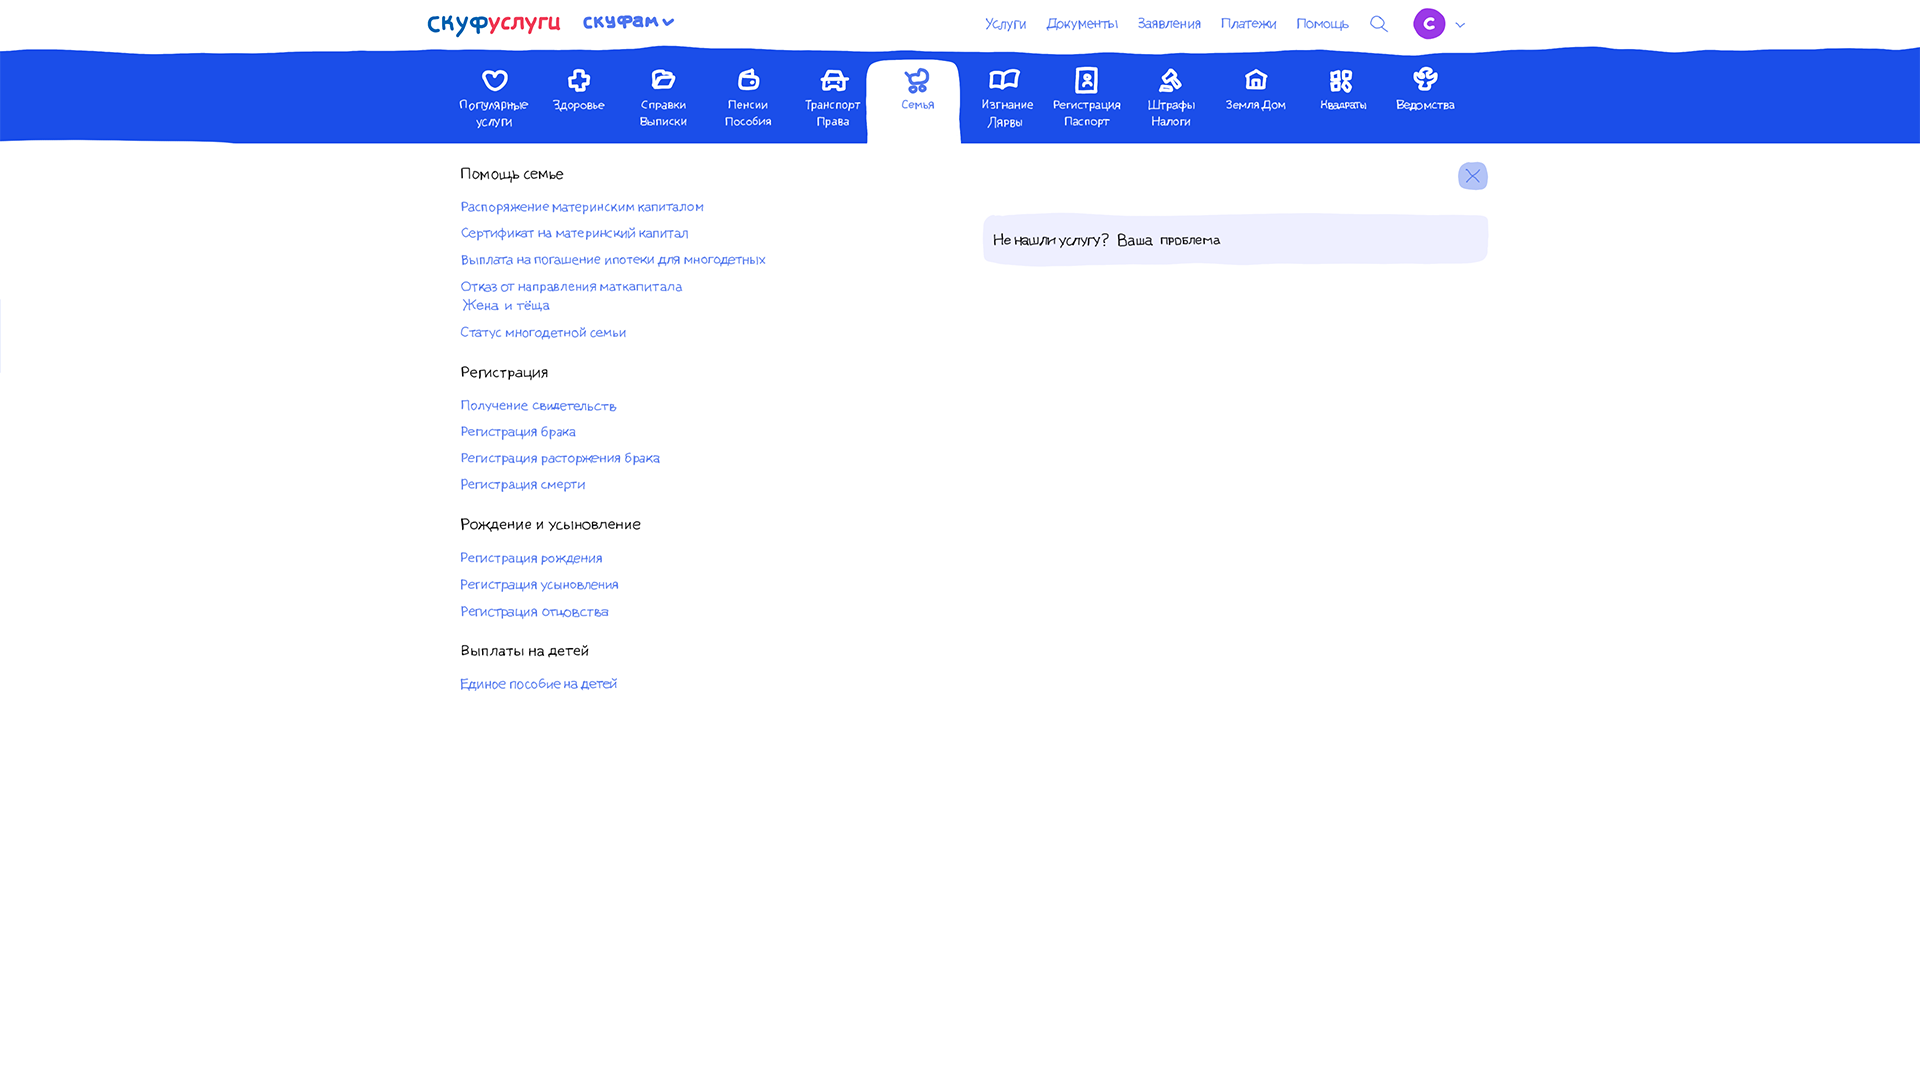 скуфуслуги скуфам Услуги Документы Заявления Платежи Помощь С
Популярные услуги
Здоровье
Справки Выписки
Пенсии Пособия
Транспорт Права
Семья
Изгнание Лярвы
Регистрация Паспорт
Штрафы Налоги
Земля Дом
Квадраты
Ведомства
Помощь семье
Распоряжение материнским капиталом
Сертификат на материнский капитал
Выплата на погашение ипотеки для многодетных
Отказ от направления маткапитала
Жена и тёща
Статус многодетной семьи
Регистрация
Получение свидетельств
Регистрация брака
Регистрация расторжения брака
Регистрация смерти
Рождение и усыновление
Регистрация рождения
Регистрация усыновления
Регистрация отцовства
Выплаты на детей
Единое пособие на детей
Не нашли услугу? Ваша проблема